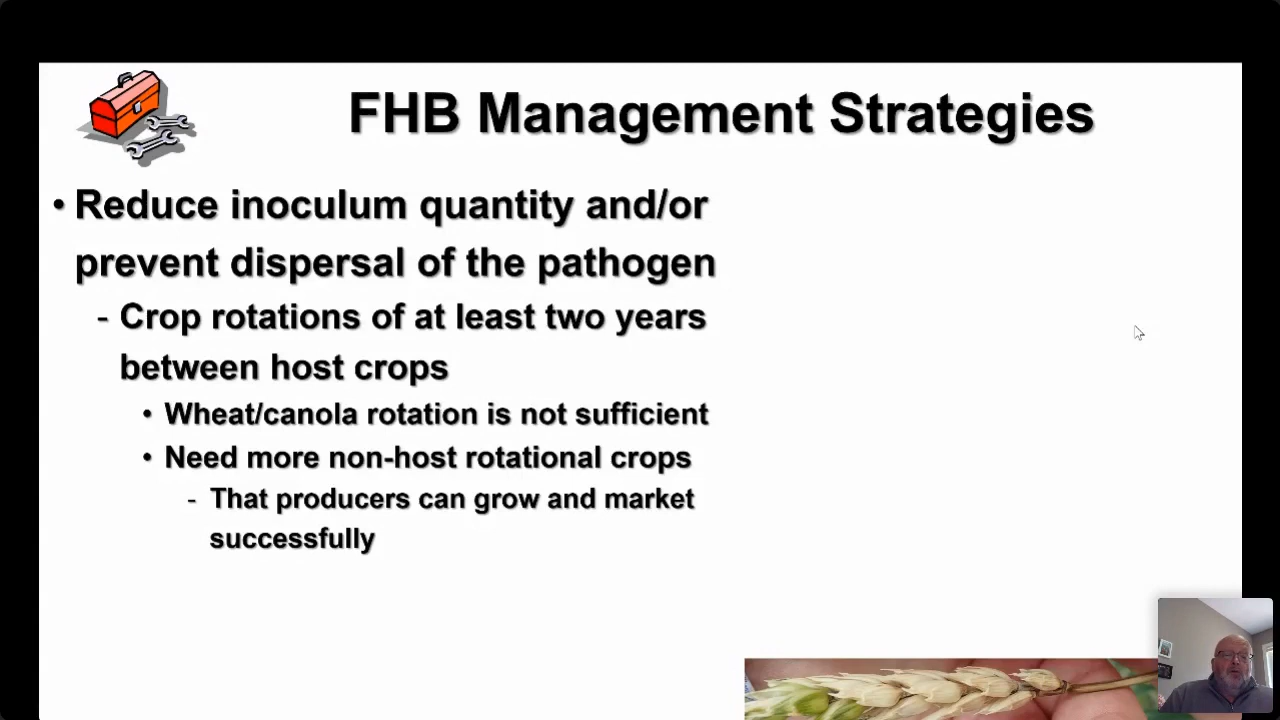 FHB Management Strategies
• Reduce inoculum quantity and/or
prevent dispersal of the pathogen
- Crop rotations of at least two years
between host crops
• Wheat/canola rotation is not sufficient
• Need more non-host rotational crops
- That producers can grow and market
successfully